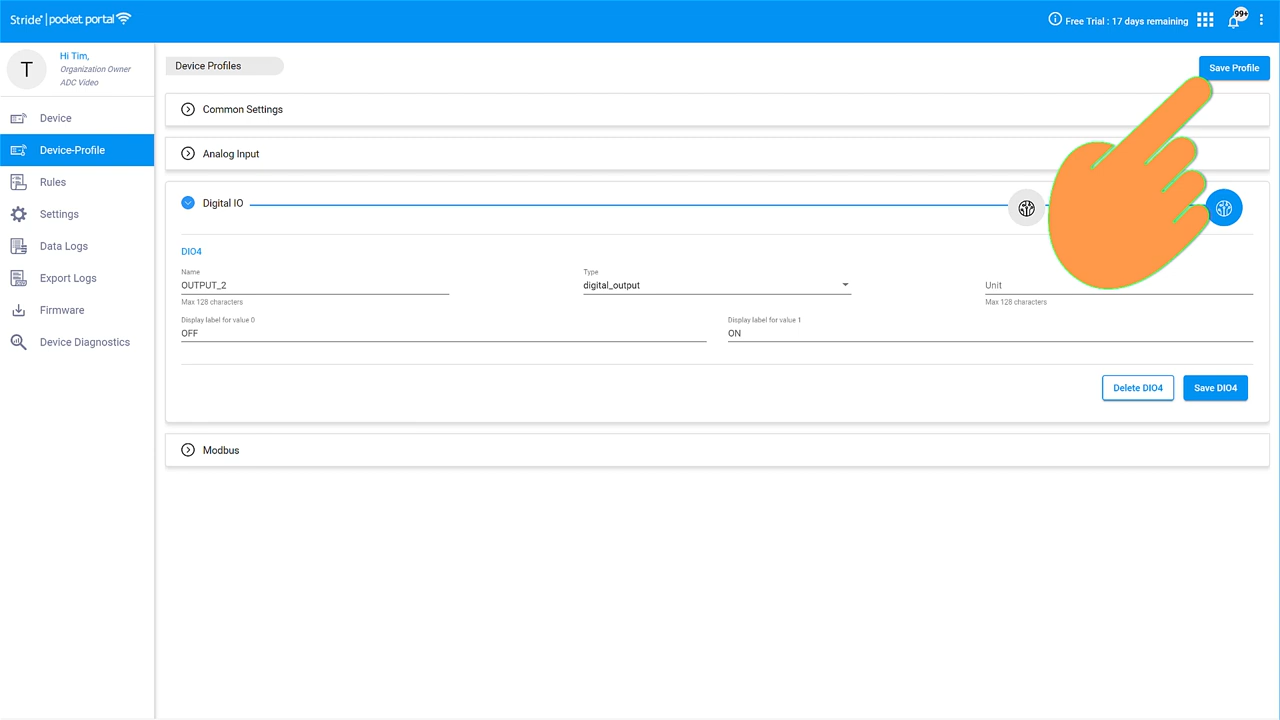 Stride® | pocket portal
Free Trial : 17 days remaining
99+
T
Hi Tim,
Organization Owner
ADC Video
Device
Device-Profile
Rules
Settings
Data Logs
Export Logs
Firmware
Device Diagnostics
Device Profiles
Save Profile
Common Settings
Analog Input
Digital IO
DIO4
Name
OUTPUT_2
Max 128 characters
Type
digital_output
Unit
Max 128 characters
Display label for value 0
OFF
Display label for value 1
ON
Delete DIO4
Save DIO4
Modbus